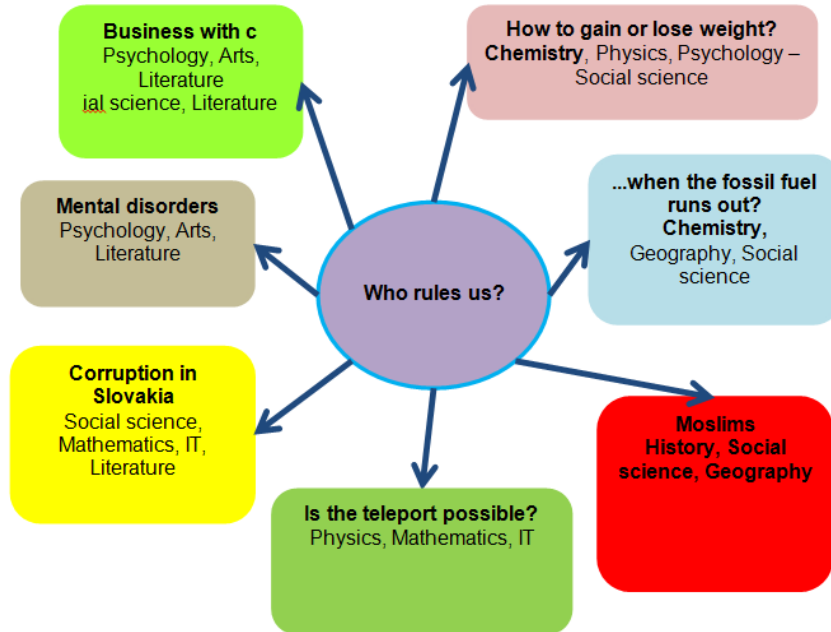 Business with c
Psychology, Arts,
Literature
ial science, Literature
How to gain or lose weight?
Chemistry, Physics, Psychology –
Social science
Mental disorders
Psychology, Arts,
Literature
...when the fossil fuel
runs out?
Chemistry,
Geography, Social
science
Who rules us?
Corruption in
Slovakia
Social science,
Mathematics, IT,
Literature
Moslims
History, Social
science, Geography
Is the teleport possible?
Physics, Mathematics, IT